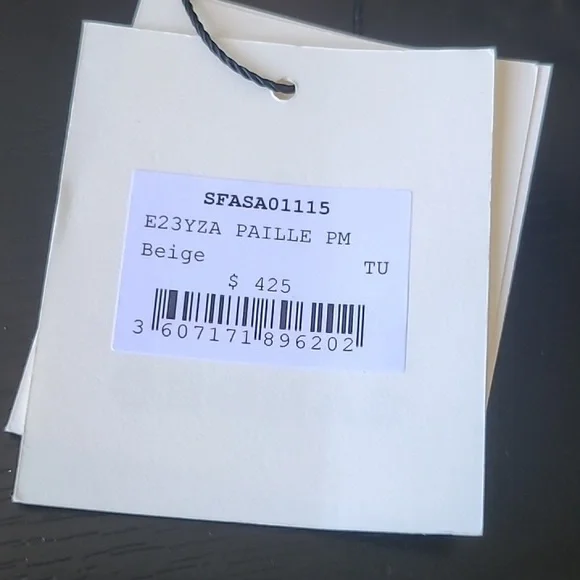 SFASA01115
E23YZA PAILLE PM
Beige
TU
$ 425
3 607171 896202